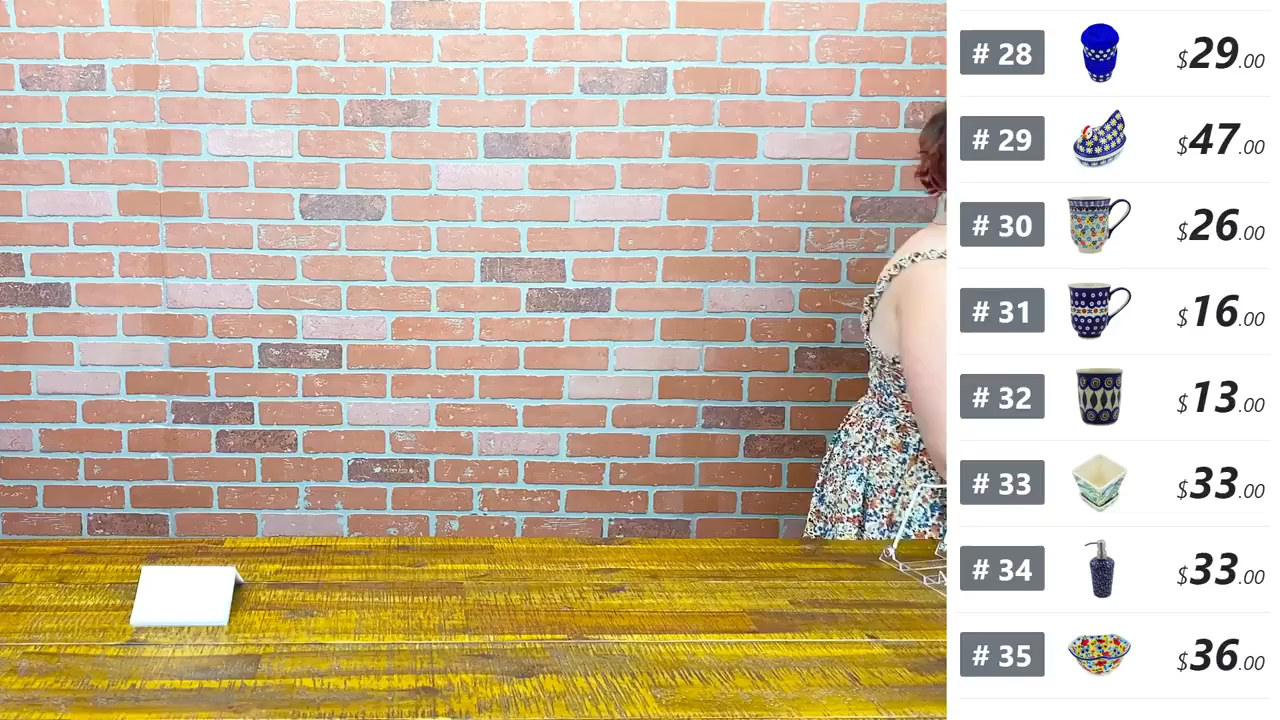 # 28 $29.00
# 29 $47.00
# 30 $26.00
# 31 $16.00
# 32 $13.00
# 33 $33.00
# 34 $33.00
# 35 $36.00